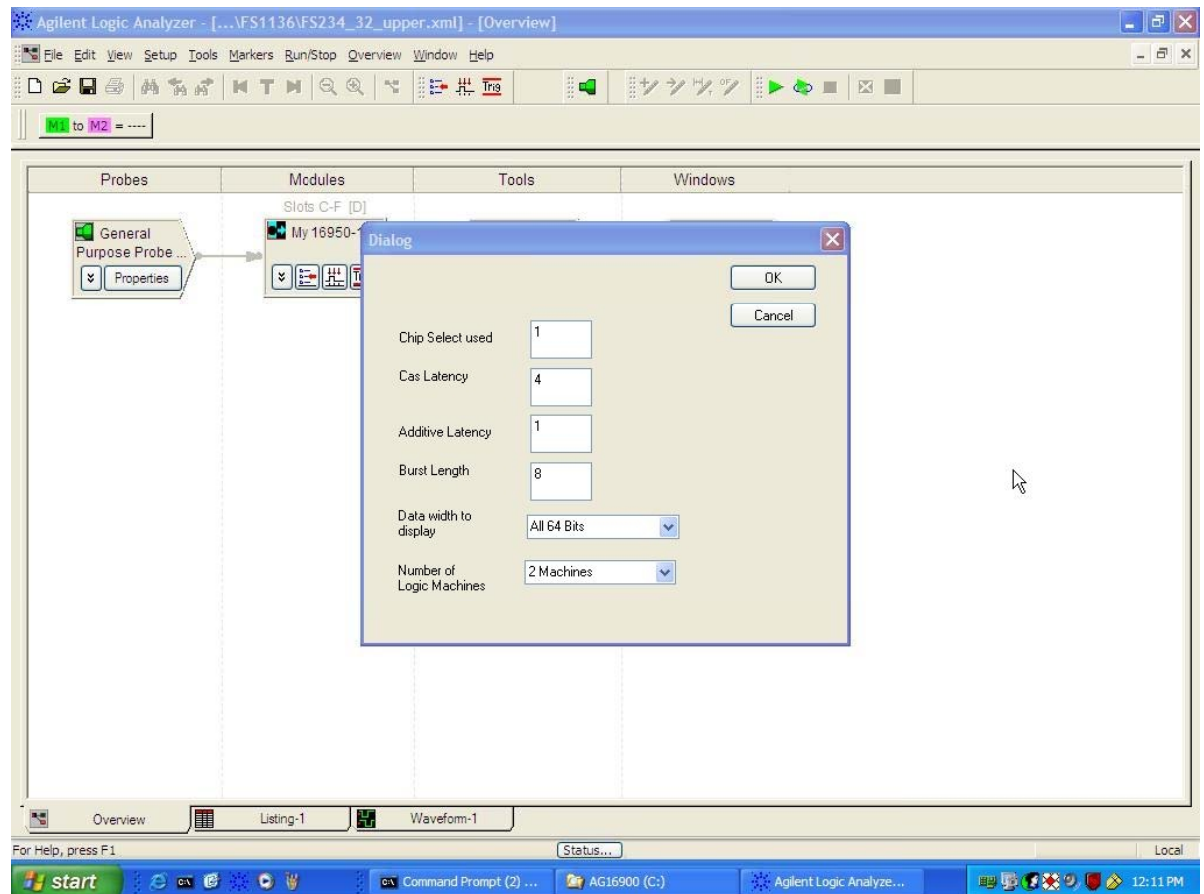 Agilent Logic Analyzer - [...\FS1136\FS234_32_upper.xml] - [Overview]
File Edit View Setup Tools Markers Run/Stop Overview Window Help
Trig
M1 to M2 = ----
Probes Modules Tools Windows
Slots C-F [D]
General
Purpose Probe ...
Properties
My 16950-1
Dialog
OK
Cancel
Chip Select used 1
Cas Latency 4
Additive Latency 1
Burst Length 8
Data width to
display
All 64 Bits
Number of
Logic Machines
2 Machines
Overview Listing-1 Waveform-1
For Help, press F1 Status... Local
start Command Prompt (2) ... AG16900 (C:) Agilent Logic Analyze... 12:11 PM